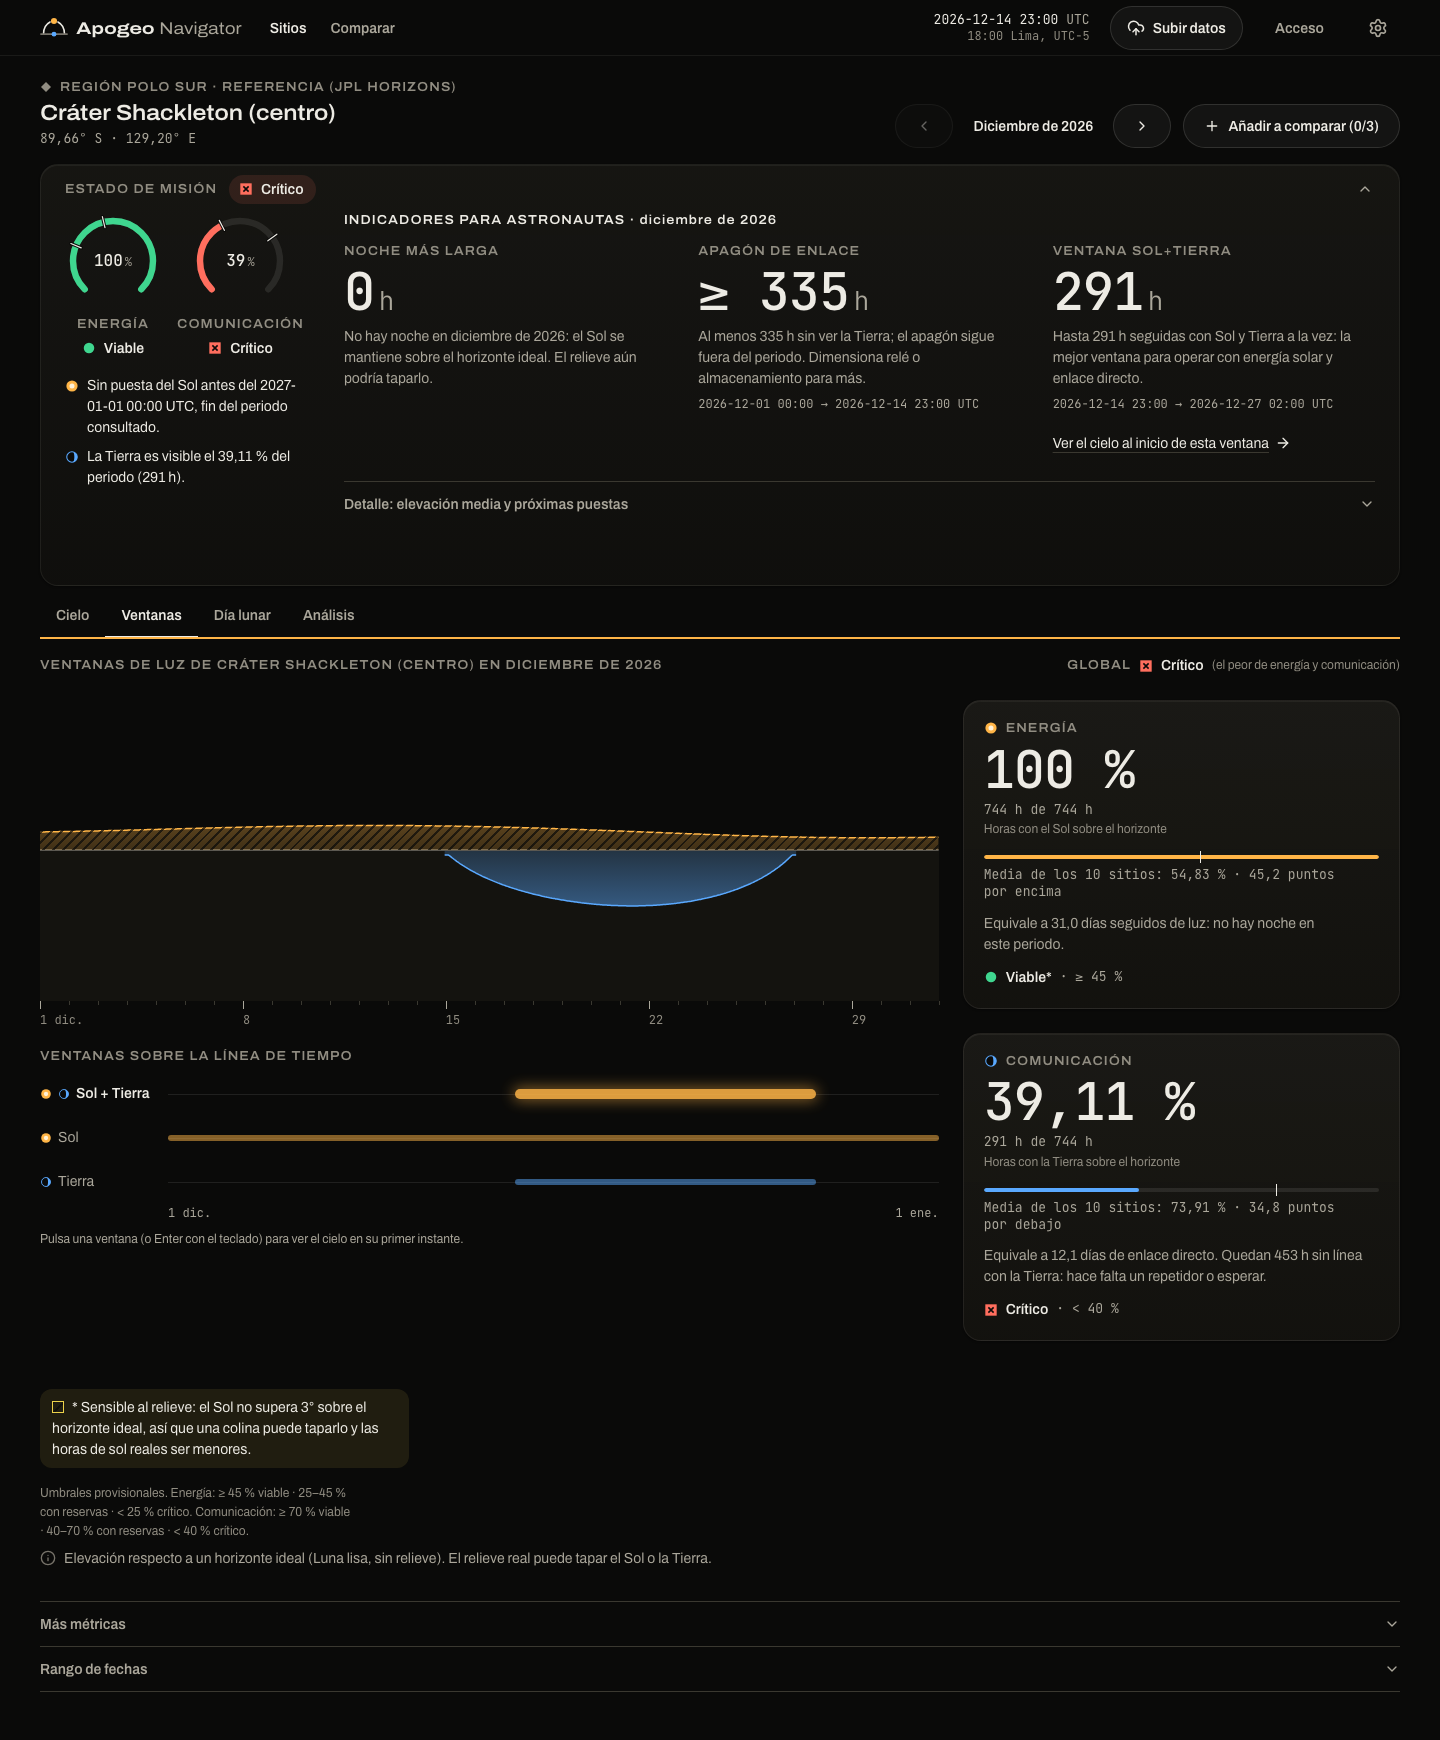 Apogeo Navigator
Sitios
Comparar
2026-12-14 23:00 UTC
18:00 Lima, UTC-5
Subir datos
Acceso
REGIÓN POLO SUR · REFERENCIA (JPL HORIZONS)
Cráter Shackleton (centro)
89,66° S · 129,20° E
Diciembre de 2026
Añadir a comparar (0/3)
ESTADO DE MISIÓN
Crítico
100%
39%
ENERGÍA
COMUNICACIÓN
Viable
Crítico
Sin puesta del Sol antes del 2027-
01-01 00:00 UTC, fin del periodo
consultado.
La Tierra es visible el 39,11 % del
periodo (291 h).
INDICADORES PARA ASTRONAUTAS · diciembre de 2026
NOCHE MÁS LARGA
0 h
No hay noche en diciembre de 2026: el Sol se
mantiene sobre el horizonte ideal. El relieve aún
podría taparlo.
APAGÓN DE ENLACE
≥ 335 h
Al menos 335 h sin ver la Tierra; el apagón sigue
fuera del periodo. Dimensiona relé o
almacenamiento para más.
2026-12-01 00:00 → 2026-12-14 23:00 UTC
VENTANA SOL+TIERRA
291 h
Hasta 291 h seguidas con Sol y Tierra a la vez: la
mejor ventana para operar con energía solar y
enlace directo.
2026-12-14 23:00 → 2026-12-27 02:00 UTC
Ver el cielo al inicio de esta ventana →
Detalle: elevación media y próximas puestas
Cielo
Ventanas
Día lunar
Análisis
VENTANAS DE LUZ DE CRÁTER SHACKLETON (CENTRO) EN DICIEMBRE DE 2026
GLOBAL Crítico (el peor de energía y comunicación)
1 dic.
8
15
22
29
VENTANAS SOBRE LA LÍNEA DE TIEMPO
Sol + Tierra
Sol
Tierra
1 dic.
1 ene.
Pulsa una ventana (o Enter con el teclado) para ver el cielo en su primer instante.
ENERGÍA
100 %
744 h de 744 h
Horas con el Sol sobre el horizonte
Media de los 10 sitios: 54,83 % · 45,2 puntos
por encima
Equivale a 31,0 días seguidos de luz: no hay noche en
este periodo.
Viable* · ≥ 45 %
COMUNICACIÓN
39,11 %
291 h de 744 h
Horas con la Tierra sobre el horizonte
Media de los 10 sitios: 73,91 % · 34,8 puntos
por debajo
Equivale a 12,1 días de enlace directo. Quedan 453 h sin línea
con la Tierra: hace falta un repetidor o esperar.
Crítico · < 40 %
* Sensible al relieve: el Sol no supera 3° sobre el
horizonte ideal, así que una colina puede taparlo y las
horas de sol reales ser menores.
Umbrales provisionales. Energía: ≥ 45 % viable · 25–45 %
con reservas · < 25 % crítico. Comunicación: ≥ 70 % viable
· 40–70 % con reservas · < 40 % crítico.
Elevación respecto a un horizonte ideal (Luna lisa, sin relieve). El relieve real puede tapar el Sol o la Tierra.
Más métricas
Rango de fechas